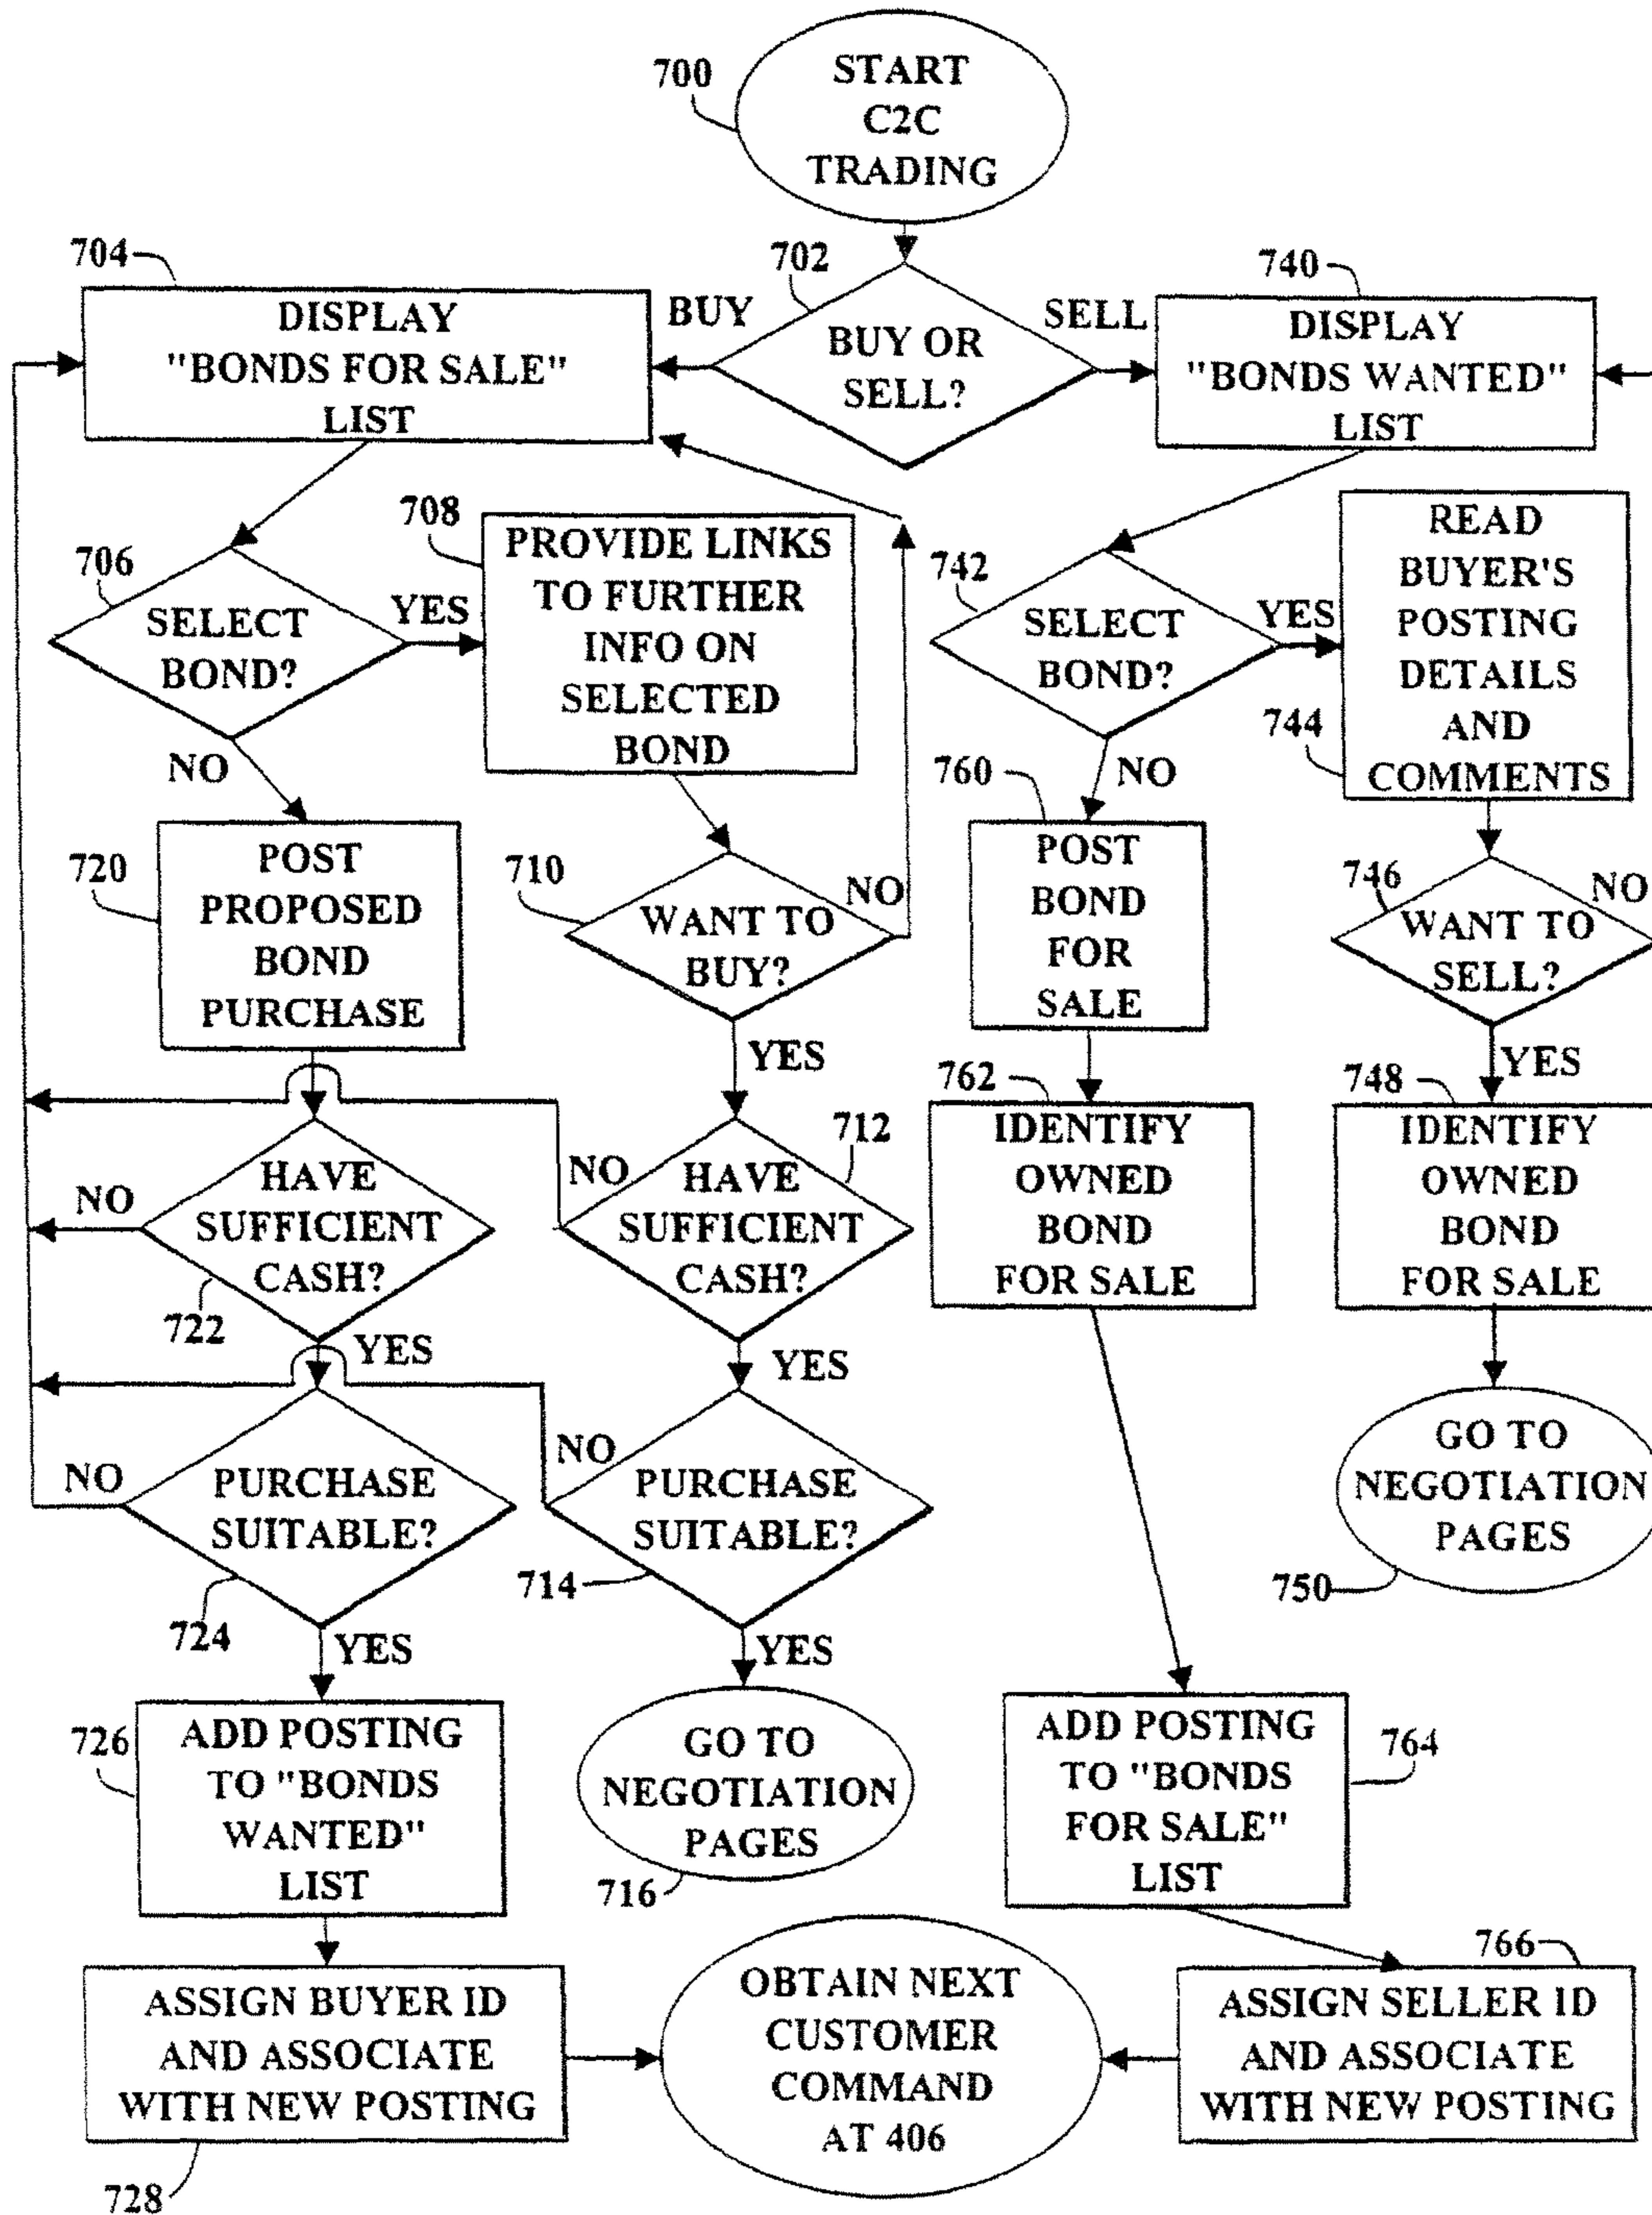 700
START
C2C
TRADING
704
702
740
DISPLAY
"BONDS FOR SALE"
LIST
BUY
BUY OR
SELL?
SELL
DISPLAY
"BONDS WANTED"
LIST
706
SELECT
BOND?
YES
NO
708
PROVIDE LINKS
TO FURTHER
INFO ON
SELECTED
BOND
742
SELECT
BOND?
YES
NO
READ
BUYER'S
POSTING
DETAILS
AND
COMMENTS
744
720
POST
PROPOSED
BOND
PURCHASE
710
WANT TO
BUY?
NO
YES
760
POST
BOND
FOR
SALE
746
WANT TO
SELL?
NO
YES
HAVE
SUFFICIENT
CASH?
NO
722
YES
712
HAVE
SUFFICIENT
CASH?
NO
YES
762
IDENTIFY
OWNED
BOND
FOR SALE
748
IDENTIFY
OWNED
BOND
FOR SALE
NO
PURCHASE
SUITABLE?
724
YES
NO
PURCHASE
SUITABLE?
714
YES
GO TO
NEGOTIATION
PAGES
750
726
ADD POSTING
TO "BONDS
WANTED"
LIST
GO TO
NEGOTIATION
PAGES
716
ADD POSTING
TO "BONDS
FOR SALE"
LIST
764
766
ASSIGN BUYER ID
AND ASSOCIATE
WITH NEW POSTING
728
OBTAIN NEXT
CUSTOMER
COMMAND
AT 406
ASSIGN SELLER ID
AND ASSOCIATE
WITH NEW POSTING